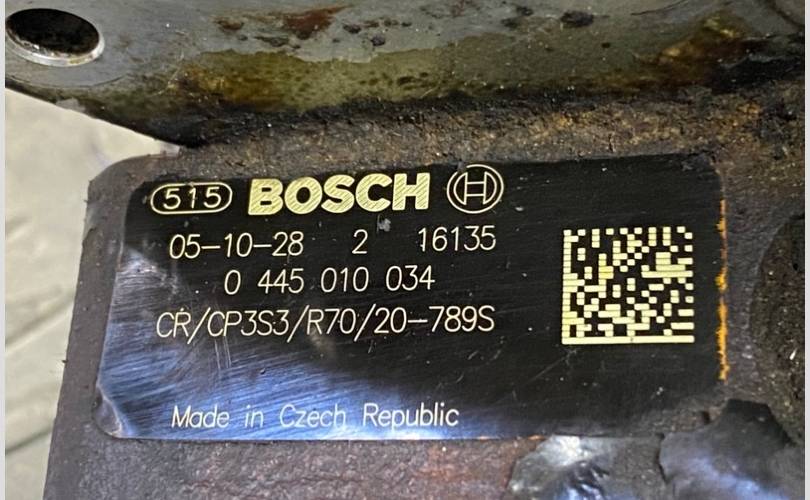 515 BOSCH
05-10-28 2 16135
0 445 010 034
CR/CP3S3/R70/20-789S
Made in Czech Republic